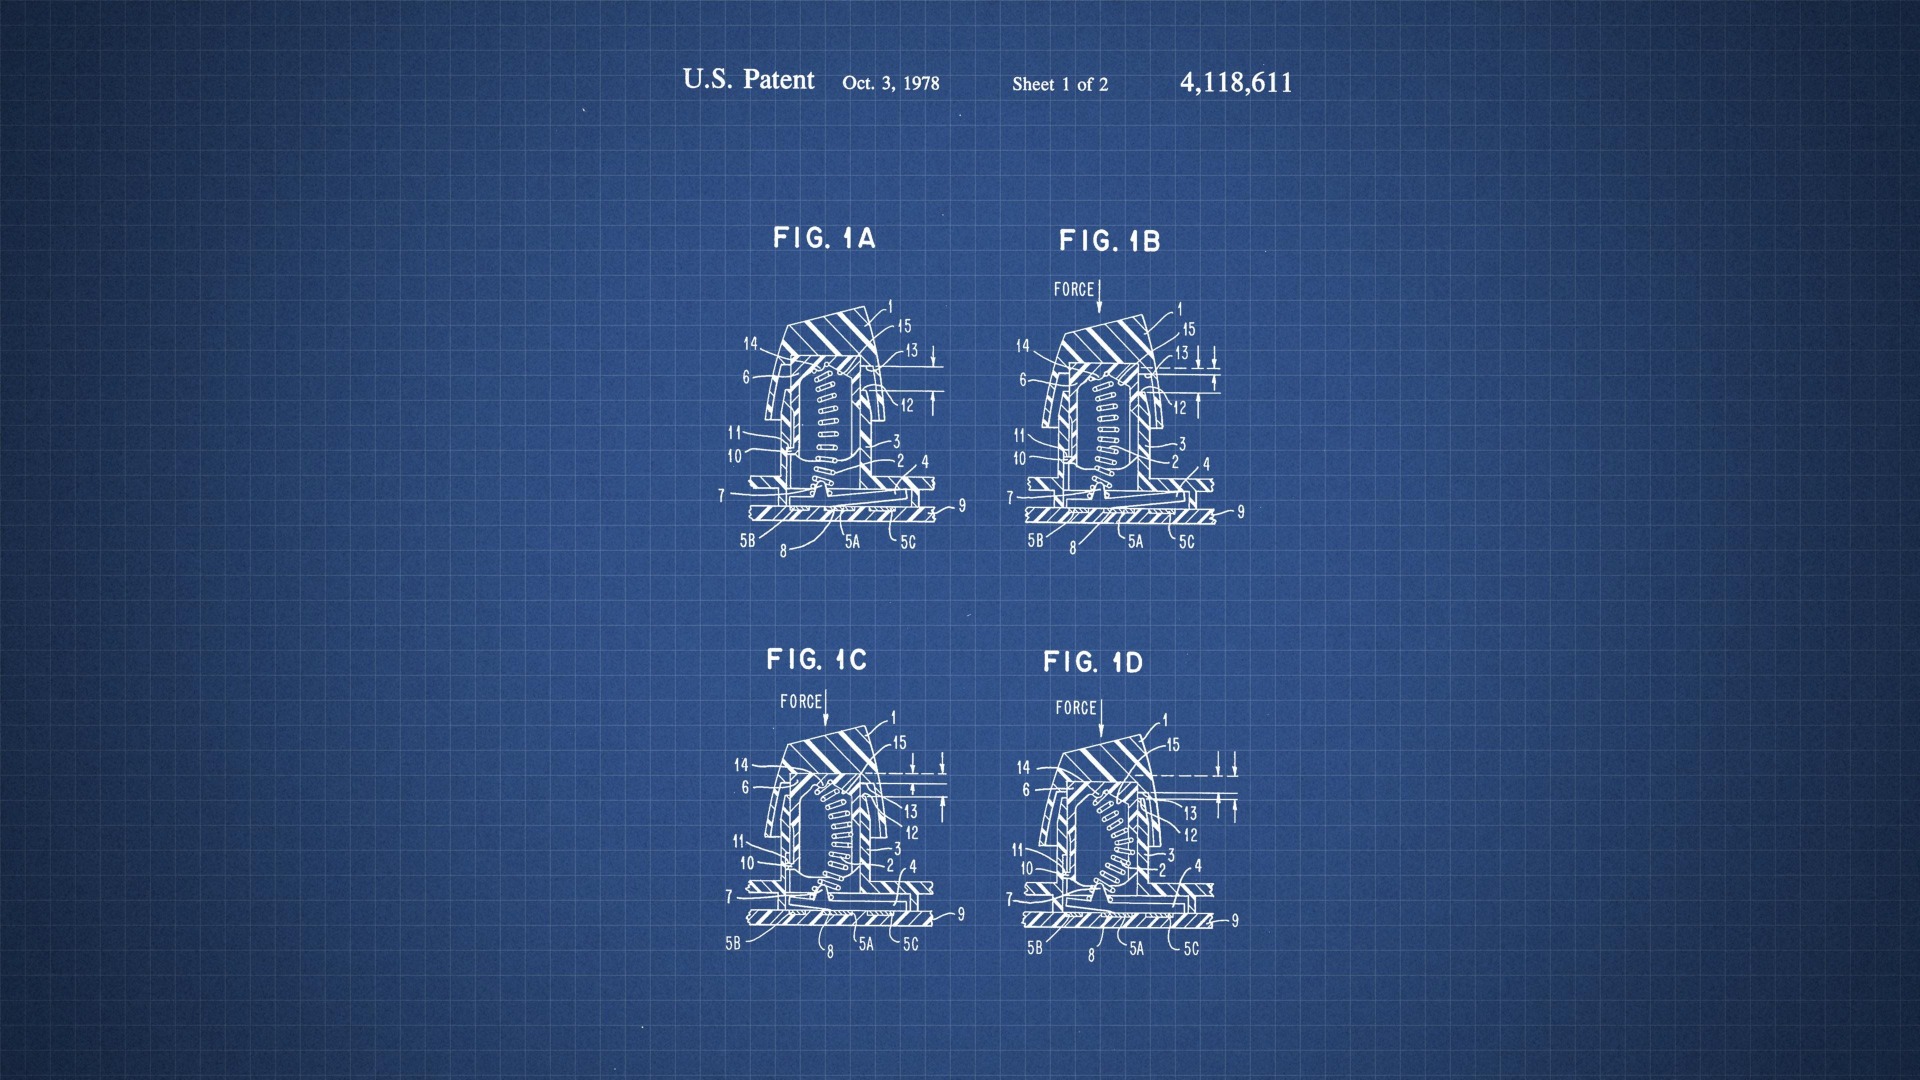 U.S. Patent Oct. 3, 1978 Sheet 1 of 2 4,118,611
FIG. 1A FIG. 1B
FORCE
1 1
15 15
14 13 14 13
6 6
12 12
11 3 11 3
10 2 4 10 2 4
7 9 7 9
5B 8 5A 5C 5B 8 5A 5C
FIG. 1C FIG. 1D
FORCE FORCE
1 1
15 15
14 14
6 6
13 13
12 12
11 3 11 3
10 2 4 10 2 4
7 9 7 9
5B 8 5A 5C 5B 8 5A 5C